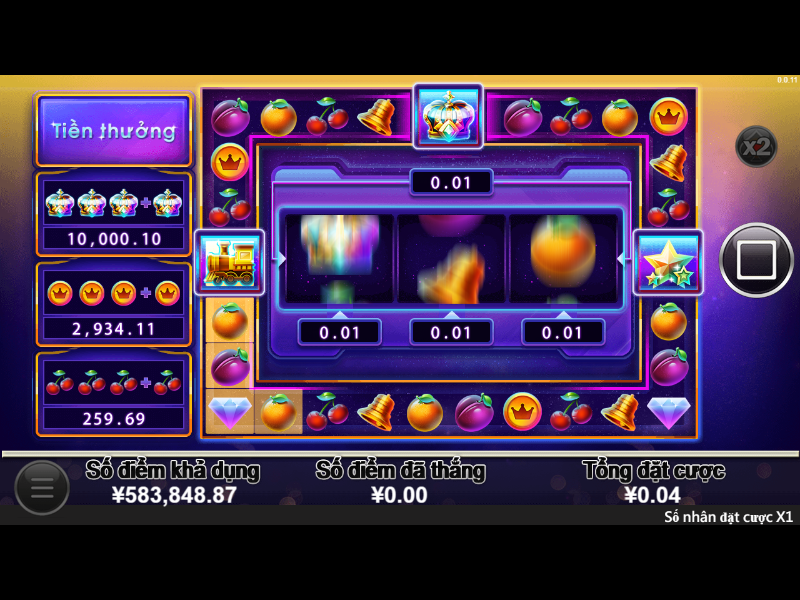 0.0.11
Tiền thưởng
x2
0.01
+
10,000.10
+
2,934.11
0.01 0.01 0.01
+
259.69
Số điểm khả dụng Số điểm đã thắng Tổng đặt cược
¥583,848.87 ¥0.00 ¥0.04
Số nhân đặt cược X1